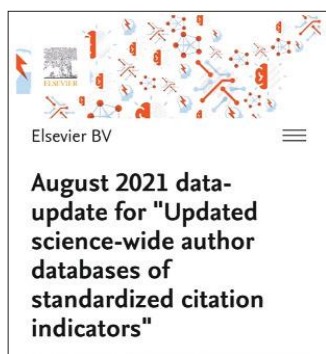 ELSEVIER
Elsevier BV
August 2021 data-
update for "Updated
science-wide author
databases of
standardized citation
indicators"